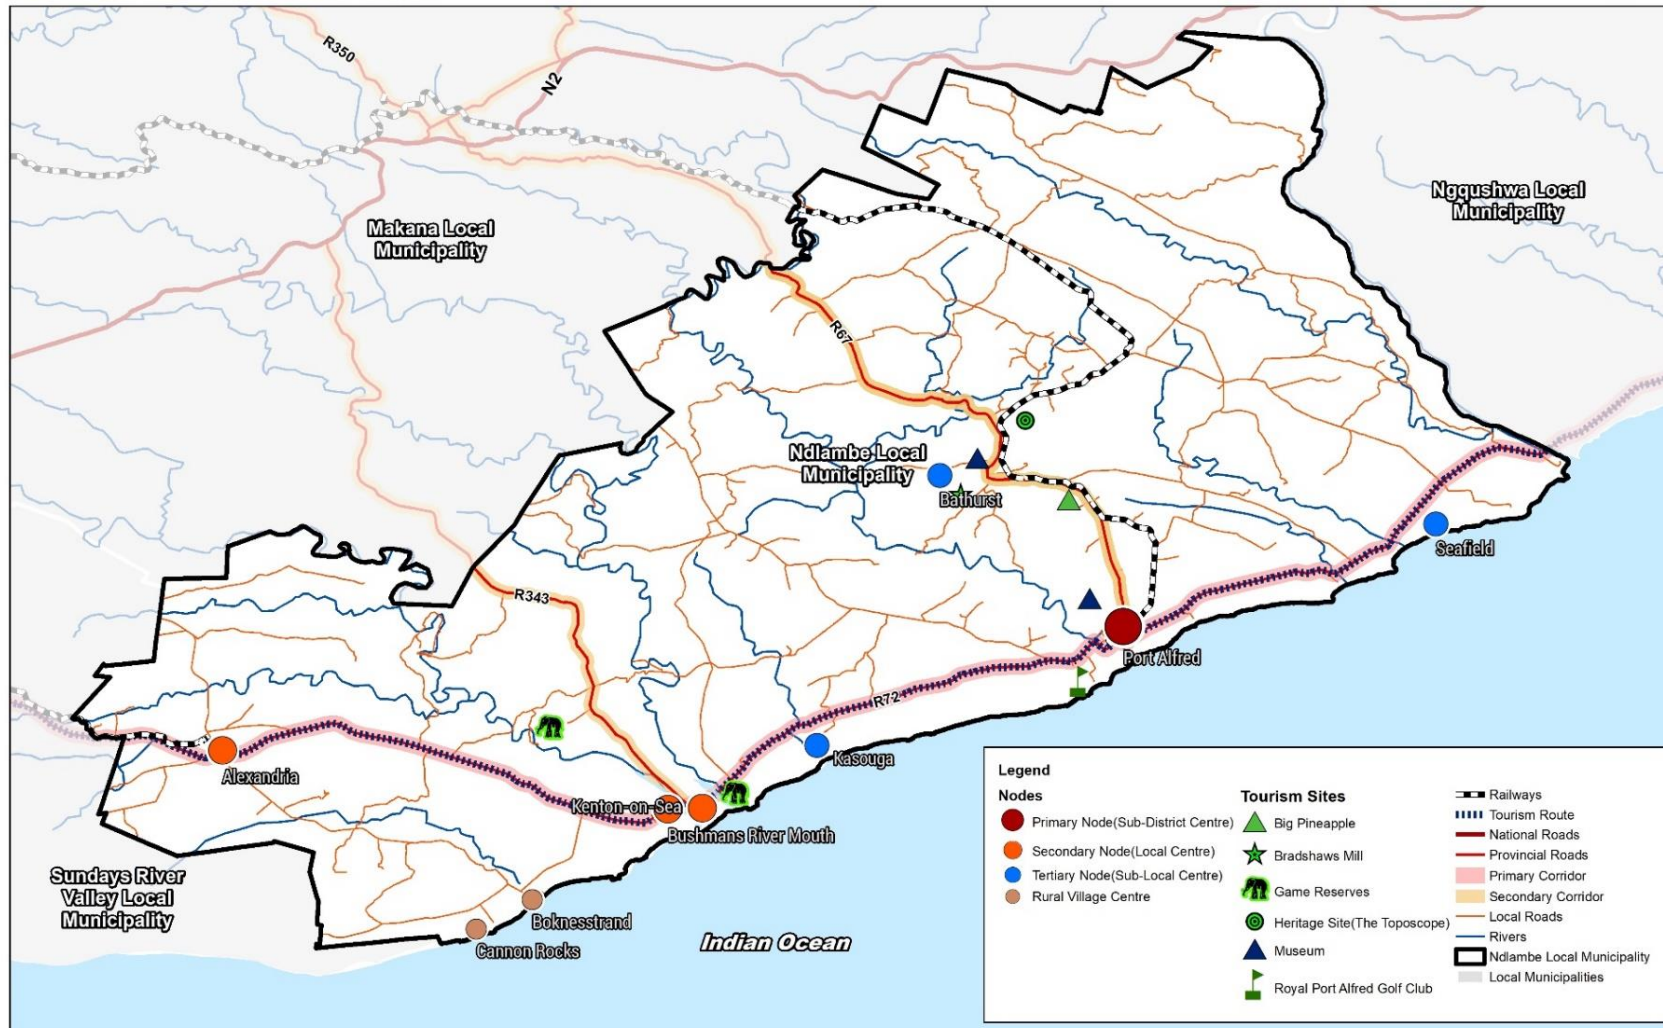 R350
N2
Makana Local
Municipality
Ngqushwa Local
Municipality
R67
Ndlambe Local
Municipality
Bathurst
Seafield
R343
Port Alfred
R72
Kasouga
Alexandria
Kenton-on-Sea
Bushmans River Mouth
Sundays River
Valley Local
Municipality
Boknesstrand
Cannon Rocks
Indian Ocean
Legend
Nodes
Primary Node(Sub-District Centre)
Secondary Node(Local Centre)
Tertiary Node(Sub-Local Centre)
Rural Village Centre
Tourism Sites
Big Pineapple
Bradshaws Mill
Game Reserves
Heritage Site(The Toposcope)
Museum
Royal Port Alfred Golf Club
Railways
Tourism Route
National Roads
Provincial Roads
Primary Corridor
Secondary Corridor
Local Roads
Rivers
Ndlambe Local Municipality
Local Municipalities